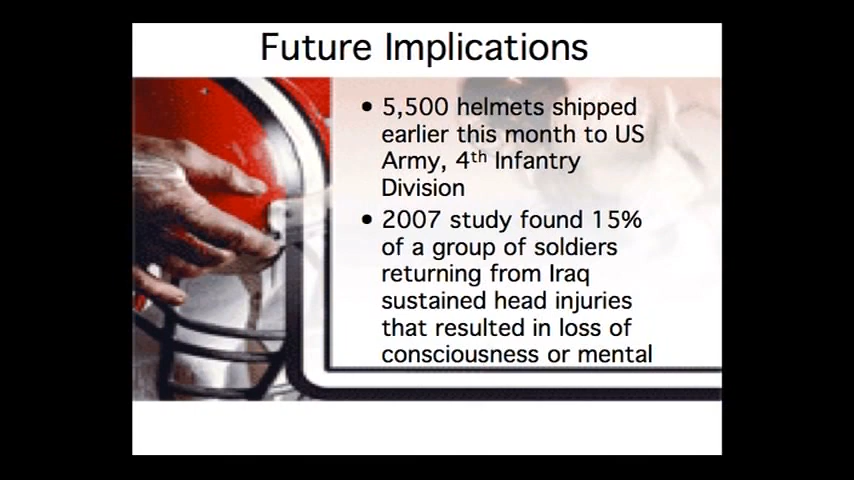 Future Implications
• 5,500 helmets shipped
earlier this month to US
Army, 4th Infantry
Division
• 2007 study found 15%
of a group of soldiers
returning from Iraq
sustained head injuries
that resulted in loss of
consciousness or mental